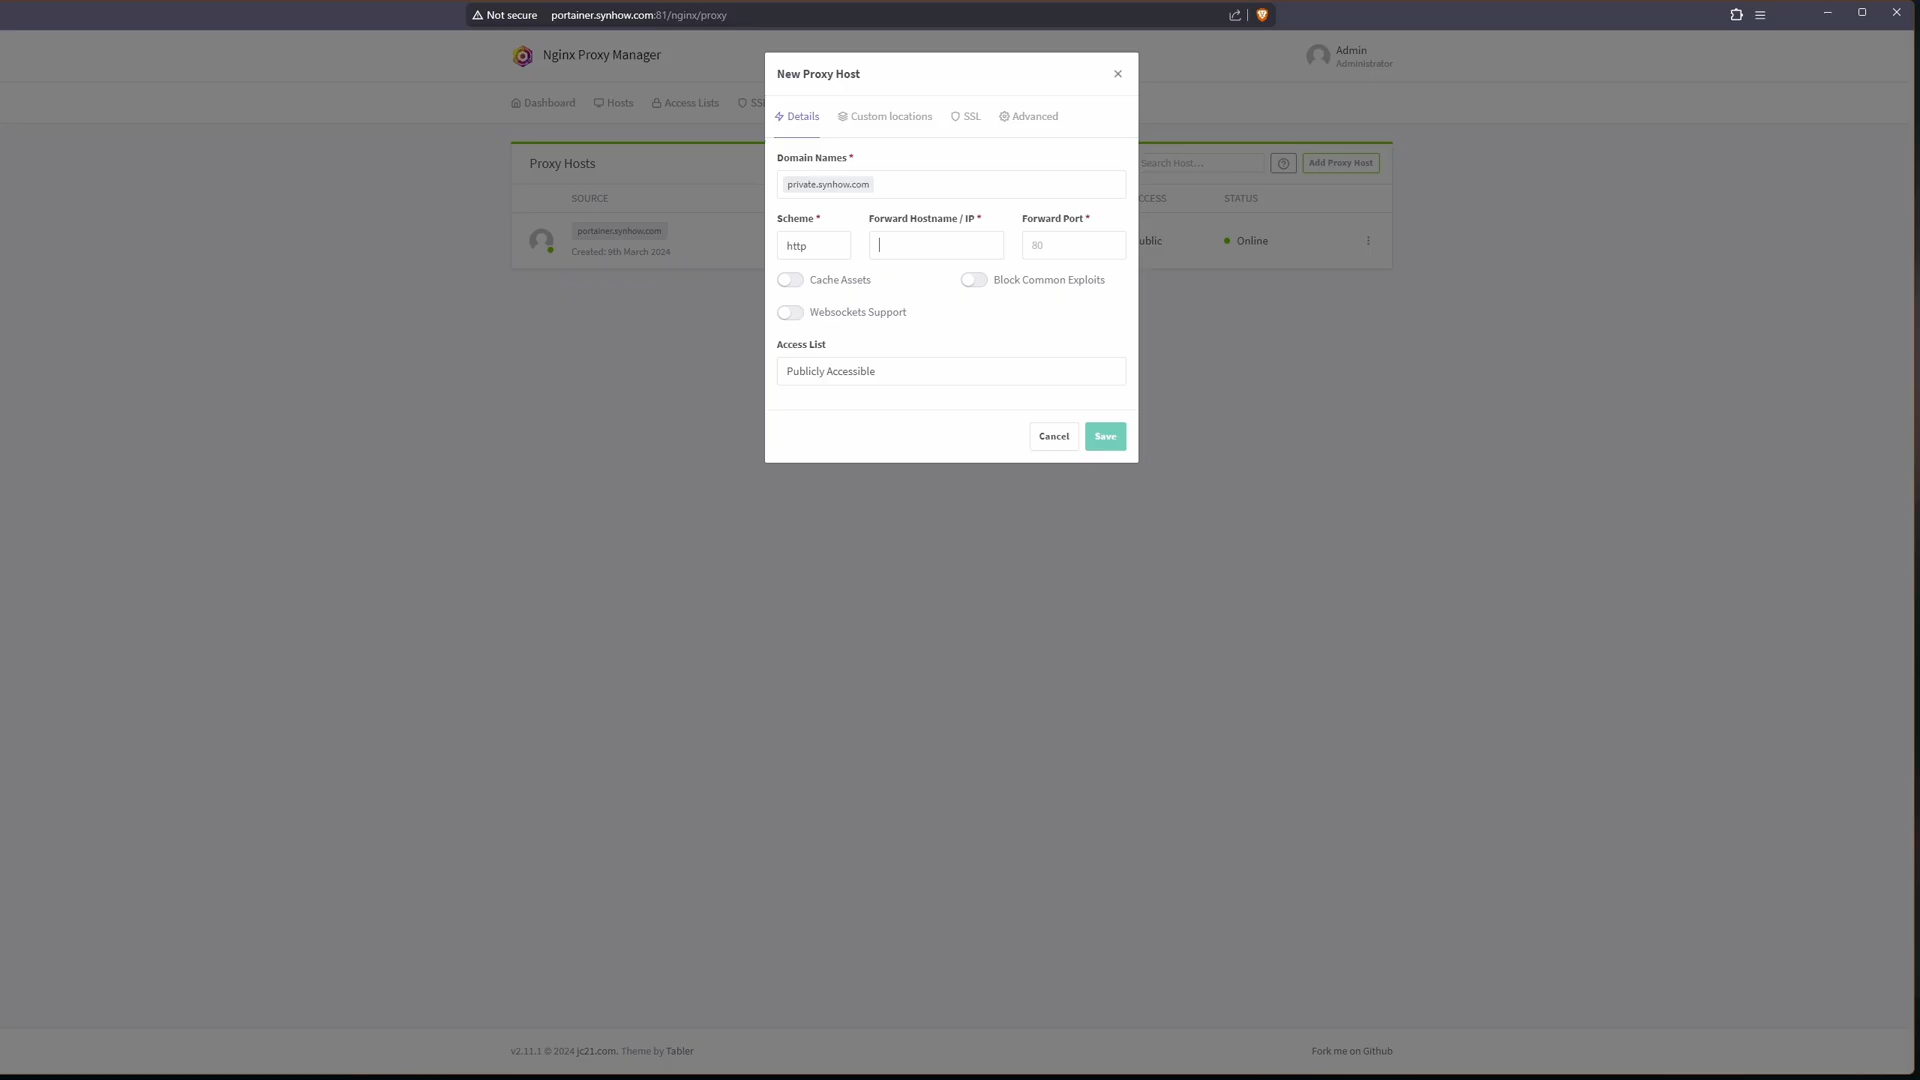 Not secure portainer.synhow.com:81/nginx/proxy
Nginx Proxy Manager
Admin
Administrator
Dashboard Hosts Access Lists
New Proxy Host
Details Custom locations SSL Advanced
Domain Names *
private.synhow.com
Scheme * Forward Hostname / IP * Forward Port *
http 80
Cache Assets Block Common Exploits
Websockets Support
Access List
Publicly Accessible
Cancel Save
Proxy Hosts Search Host... Add Proxy Host
SOURCE STATUS
portainer.synhow.com
Created: 9th March 2024
Online
v2.11.1 © 2024 jc21.com. Theme by Tabler Fork me on Github